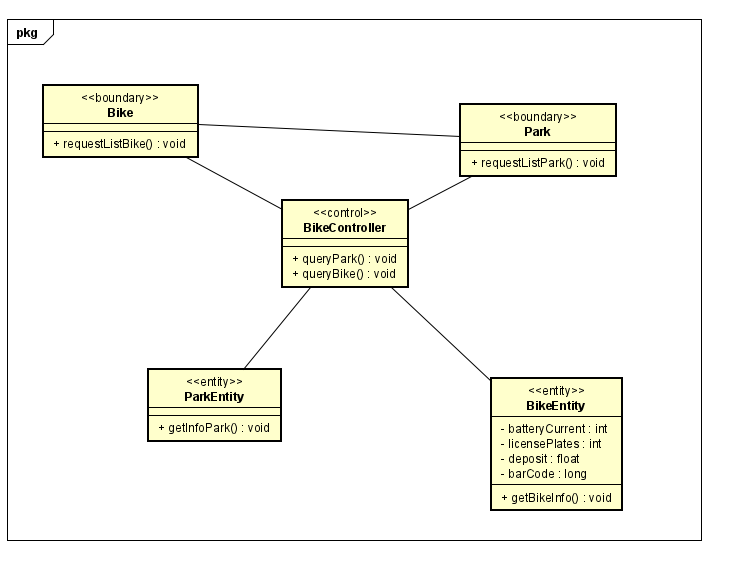 pkg
<<boundary>>
Bike
+ requestListBike() : void
<<boundary>>
Park
+ requestListPark() : void
<<control>>
BikeController
+ queryPark() : void
+ queryBike() : void
<<entity>>
ParkEntity
+ getInfoPark() : void
<<entity>>
BikeEntity
- batteryCurrent : int
- licensePlates : int
- deposit : float
- barCode : long
+ getBikeInfo() : void